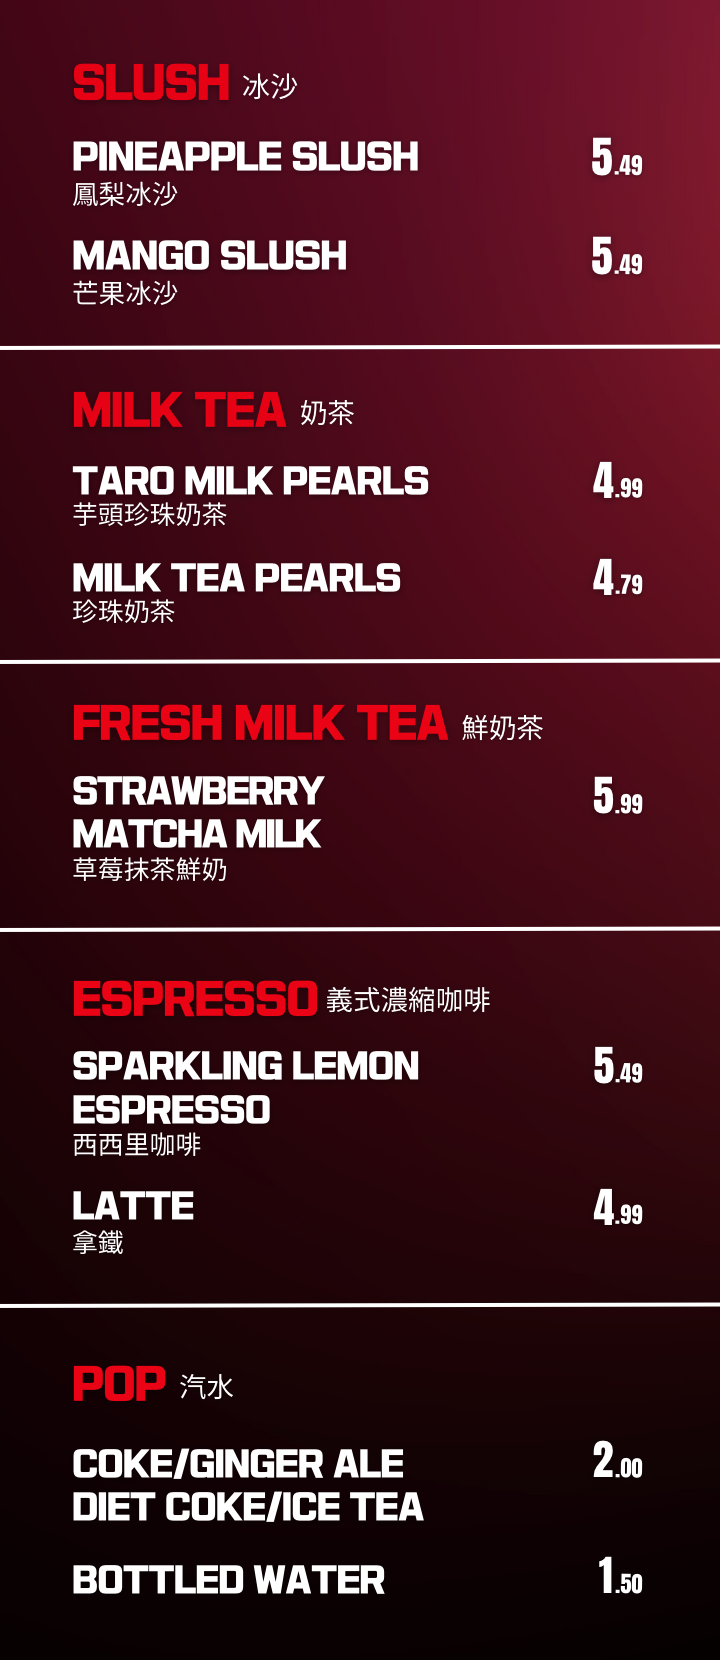 SLUSH 冰沙
PINEAPPLE SLUSH 5.49
鳳梨冰沙
MANGO SLUSH 5.49
芒果冰沙
MILK TEA 奶茶
TARO MILK PEARLS 4.99
芋頭珍珠奶茶
MILK TEA PEARLS 4.79
珍珠奶茶
FRESH MILK TEA 鮮奶茶
STRAWBERRY 5.99
MATCHA MILK
草莓抹茶鮮奶
ESPRESSO 義式濃縮咖啡
SPARKLING LEMON 5.49
ESPRESSO
西西里咖啡
LATTE 4.99
拿鐵
POP 汽水
COKE/GINGER ALE 2.00
DIET COKE/ICE TEA
BOTTLED WATER 1.50